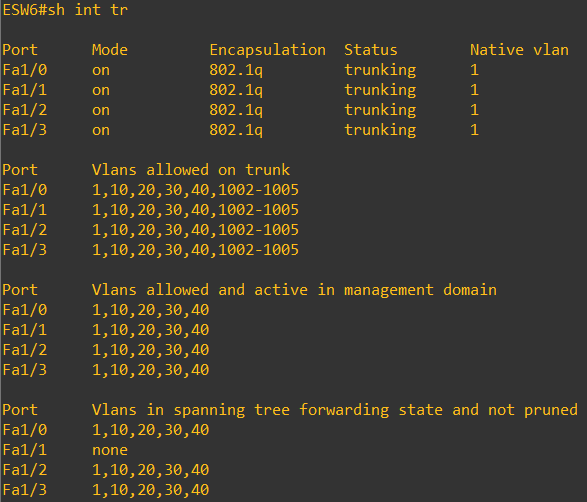 ESW6#sh int tr
Port Mode Encapsulation Status Native vlan
Fa1/0 on 802.1q trunking 1
Fa1/1 on 802.1q trunking 1
Fa1/2 on 802.1q trunking 1
Fa1/3 on 802.1q trunking 1
Port Vlans allowed on trunk
Fa1/0 1,10,20,30,40,1002-1005
Fa1/1 1,10,20,30,40,1002-1005
Fa1/2 1,10,20,30,40,1002-1005
Fa1/3 1,10,20,30,40,1002-1005
Port Vlans allowed and active in management domain
Fa1/0 1,10,20,30,40
Fa1/1 1,10,20,30,40
Fa1/2 1,10,20,30,40
Fa1/3 1,10,20,30,40
Port Vlans in spanning tree forwarding state and not pruned
Fa1/0 1,10,20,30,40
Fa1/1 none
Fa1/2 1,10,20,30,40
Fa1/3 1,10,20,30,40